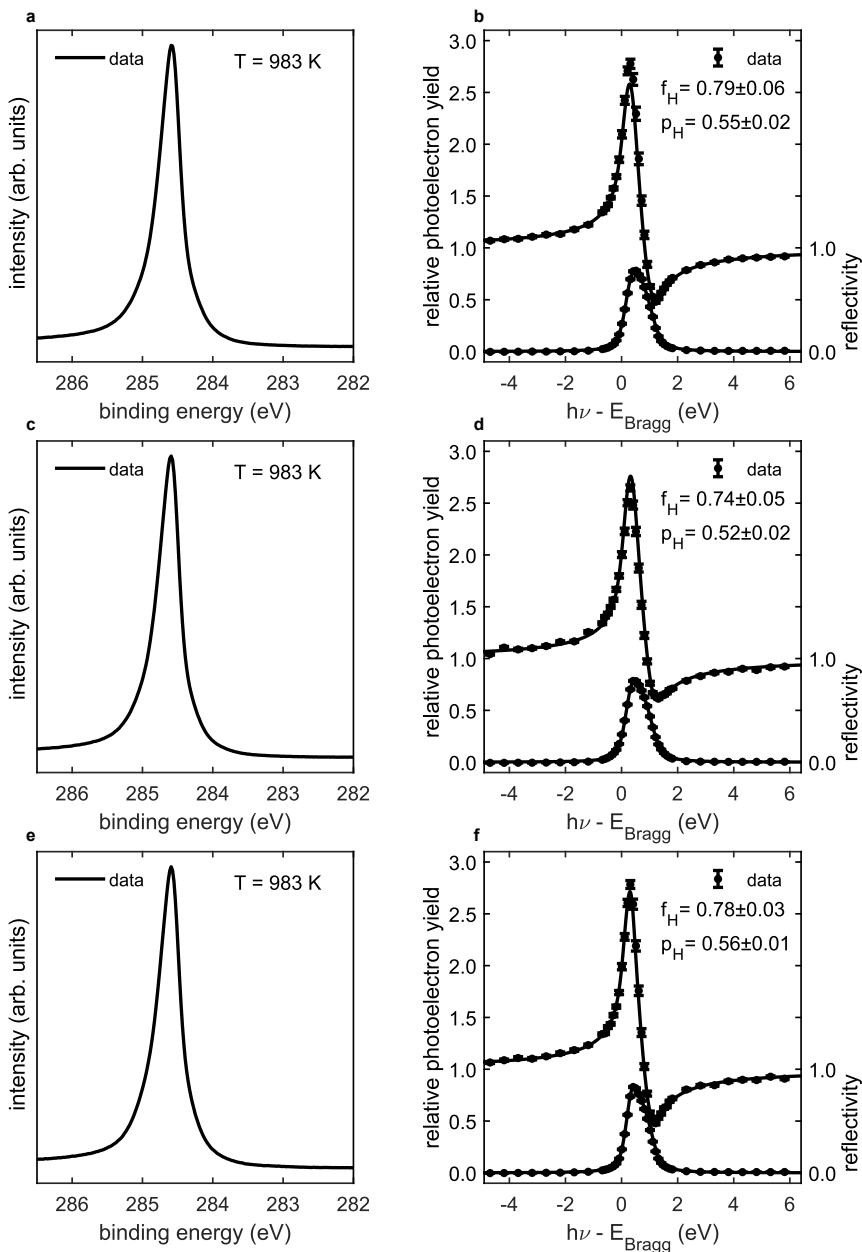 a
data
T = 983 K
intensity (arb. units)
286 285 284 283 282
binding energy (eV)
b
data
f_H= 0.79±0.06
p_H= 0.55±0.02
relative photoelectron yield
3.0
2.5
2.0
1.5
1.0
0.5
0.0
1.0
0.0
reflectivity
-4 -2 0 2 4 6
hν - E_Bragg (eV)
c
data
T = 983 K
intensity (arb. units)
286 285 284 283 282
binding energy (eV)
d
data
f_H= 0.74±0.05
p_H= 0.52±0.02
relative photoelectron yield
3.0
2.5
2.0
1.5
1.0
0.5
0.0
1.0
0.0
reflectivity
-4 -2 0 2 4 6
hν - E_Bragg (eV)
e
data
T = 983 K
intensity (arb. units)
286 285 284 283 282
binding energy (eV)
f
data
f_H= 0.78±0.03
p_H= 0.56±0.01
relative photoelectron yield
3.0
2.5
2.0
1.5
1.0
0.5
0.0
1.0
0.0
reflectivity
-4 -2 0 2 4 6
hν - E_Bragg (eV)